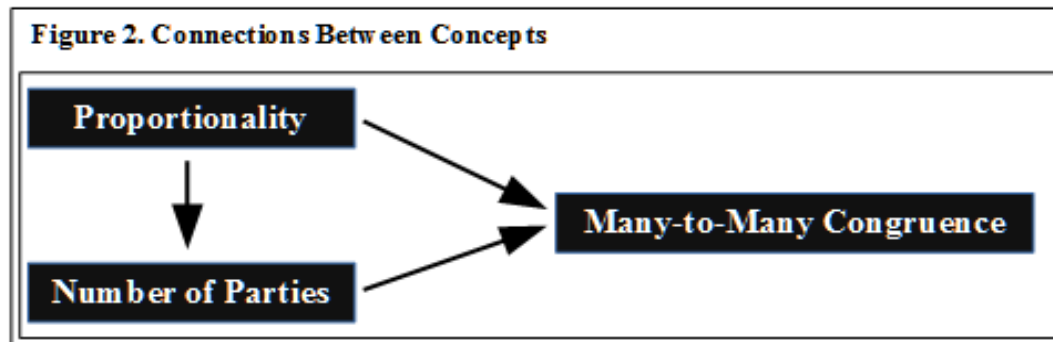 Figure 2. Connections Between Concepts
Proportionality
Many-to-Many Congruence
Number of Parties